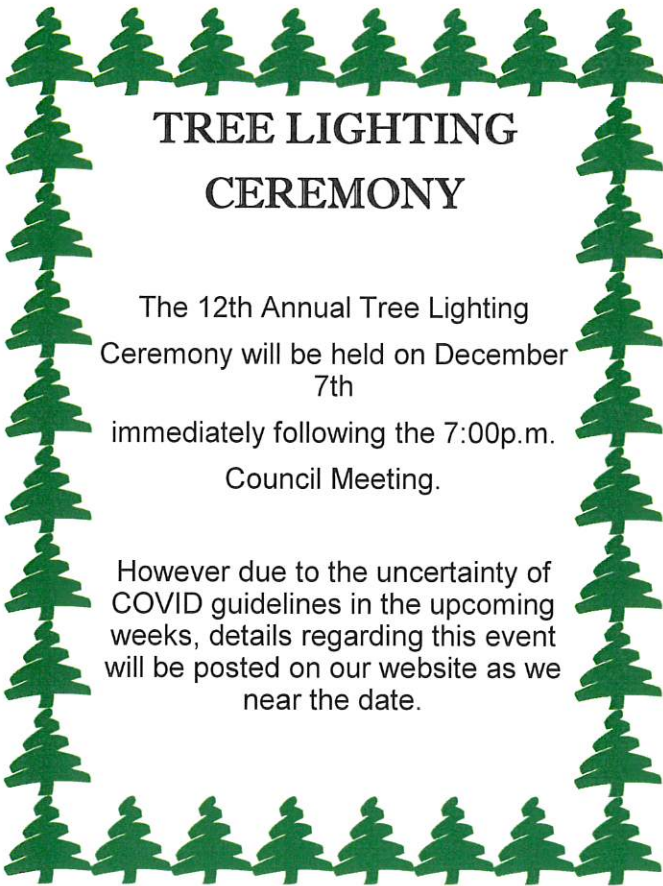 TREE LIGHTING
CEREMONY
The 12th Annual Tree Lighting
Ceremony will be held on December
7th
immediately following the 7:00p.m.
Council Meeting.
However due to the uncertainty of
COVID guidelines in the upcoming
weeks, details regarding this event
will be posted on our website as we
near the date.